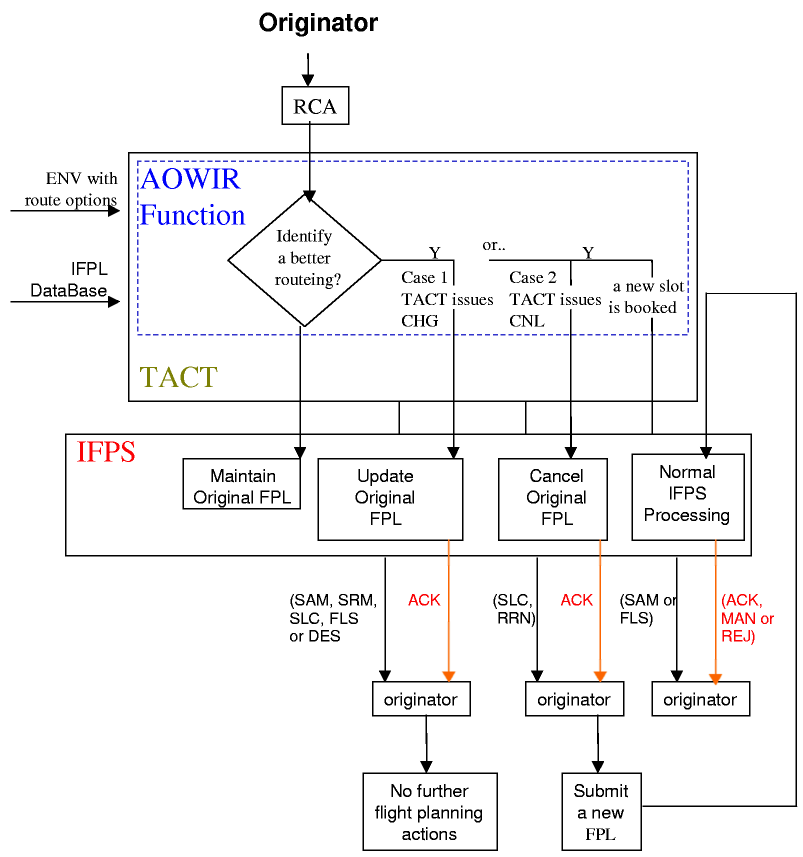 Originator
RCA
ENV with
route options
IFPL
DataBase
AOWIR
Function
Identify
a better
routeing?
Y
Case 1
TACT issues
CHG
or..
Y
Case 2
TACT issues
CNL
a new slot
is booked
TACT
IFPS
Maintain
Original FPL
Update
Original
FPL
Cancel
Original
FPL
Normal
IFPS
Processing
(SAM, SRM,
SLC, FLS
or DES
ACK
(SLC,
RRN)
ACK
(SAM or
FLS)
(ACK,
MAN or
REJ)
originator
originator
originator
No further
flight planning
actions
Submit
a new
FPL